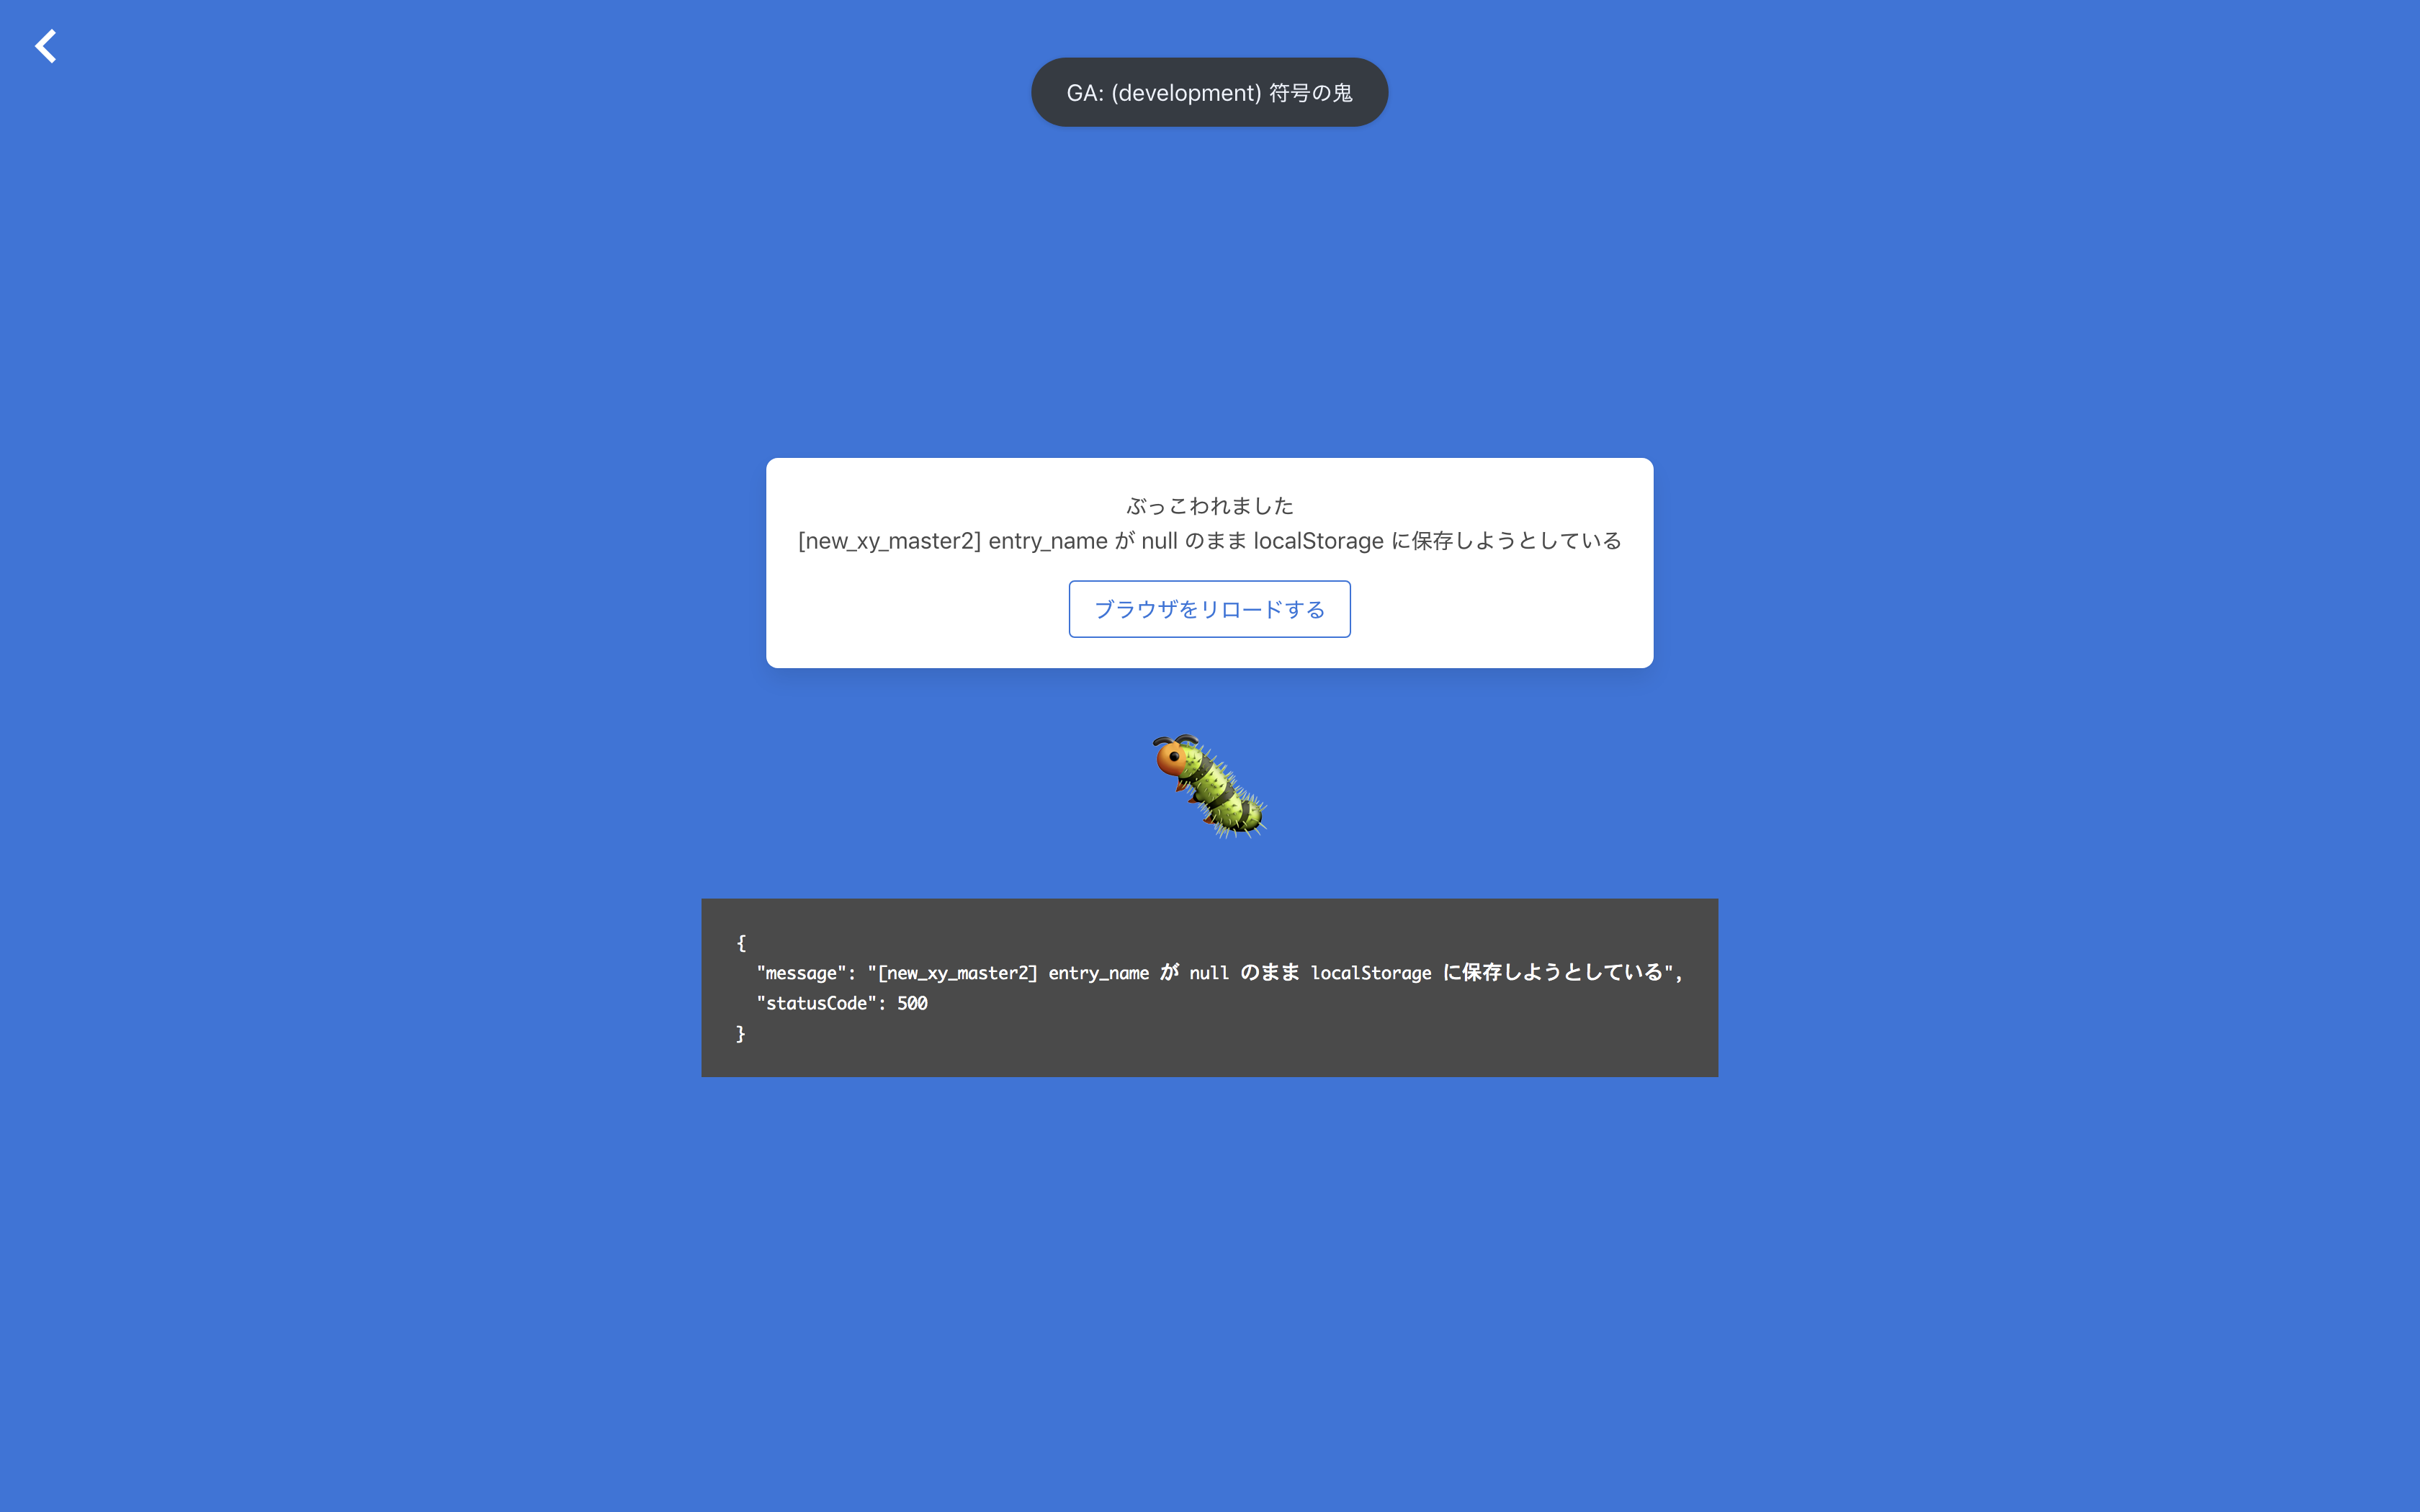 GA: (development) 符号の鬼
ぶっこわれました
[new_xy_master2] entry_name が null のまま localStorage に保存しようとしている
ブラウザをリロードする
{
  "message": "[new_xy_master2] entry_name が null のまま localStorage に保存しようとしている",
  "statusCode": 500
}